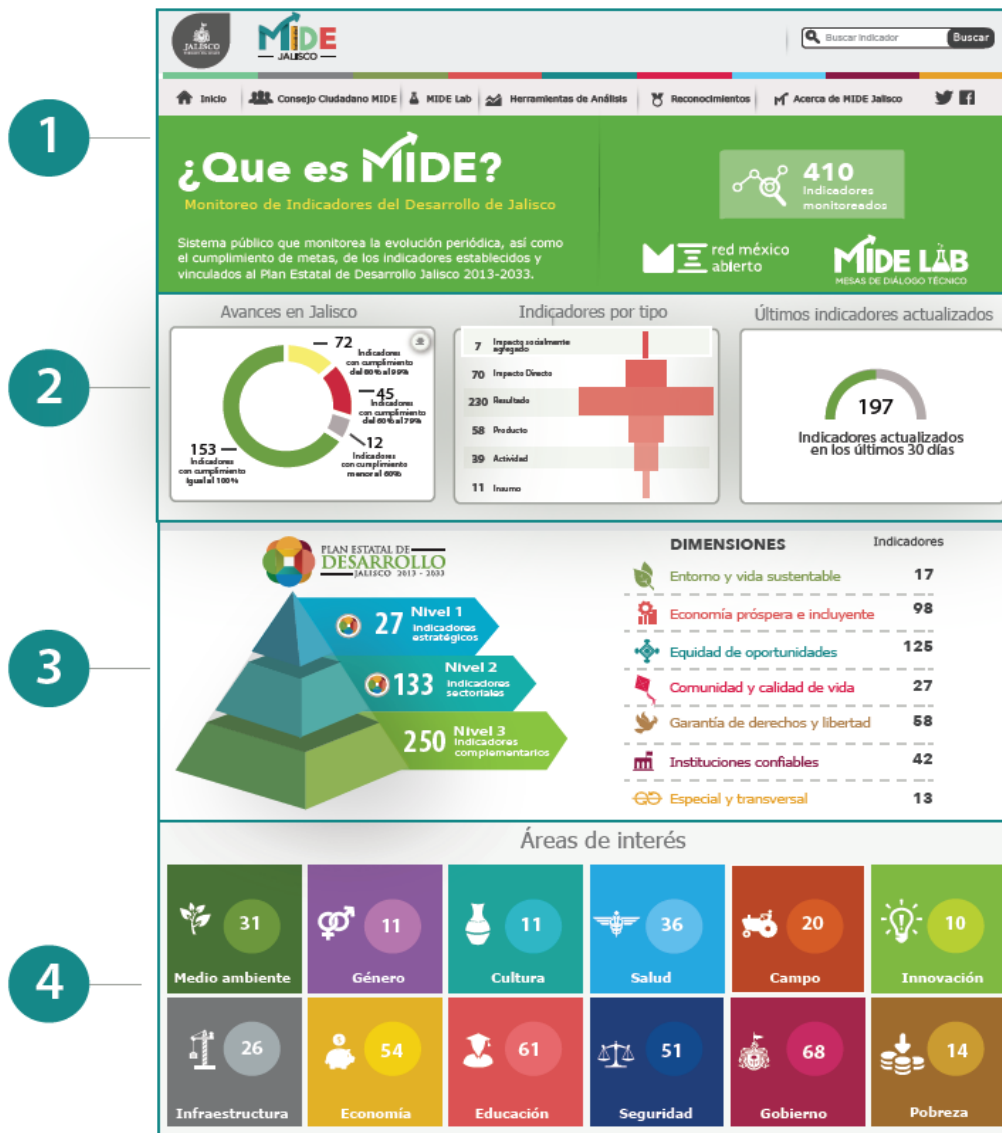 JALISCO
MIDE
JALISCO
Buscar Indicador
Buscar
Inicio
Consejo Ciudadano MIDE
MIDE Lab
Herramientas de Análisis
Reconocimientos
Acerca de MIDE Jalisco
1
¿Que es MIDE?
Monitoreo de Indicadores del Desarrollo de Jalisco
Sistema público que monitorea la evolución periódica, así como
el cumplimiento de metas, de los indicadores establecidos y
vinculados al Plan Estatal de Desarrollo Jalisco 2013-2033.
410
Indicadores
monitoreados
red méxico
abierto
MIDE LAB
MESAS DE DIÁLOGO TÉCNICO
2
Avances en Jalisco
72
Indicadores
con cumplimiento
del 80% al 99%
45
Indicadores
con cumplimiento
del 60% al 79%
12
Indicadores
con cumplimiento
menor al 60%
153
Indicadores
con cumplimiento
igual al 100%
Indicadores por tipo
7 Impacto socialmente
agregado
70 Impacto Directo
230 Resultado
58 Producto
39 Actividad
11 Insumo
Últimos indicadores actualizados
197
Indicadores actualizados
en los últimos 30 días
3
PLAN ESTATAL DE
DESARROLLO
JALISCO 2013 - 2033
27 Nivel 1
Indicadores
estratégicos
133 Nivel 2
Indicadores
sectoriales
250 Nivel 3
Indicadores
complementarios
DIMENSIONES Indicadores
Entorno y vida sustentable 17
Economía próspera e incluyente 98
Equidad de oportunidades 125
Comunidad y calidad de vida 27
Garantía de derechos y libertad 58
Instituciones confiables 42
Especial y transversal 13
4
Áreas de interés
31
Medio ambiente
11
Género
11
Cultura
36
Salud
20
Campo
10
Innovación
26
Infraestructura
54
Economía
61
Educación
51
Seguridad
68
Gobierno
14
Pobreza